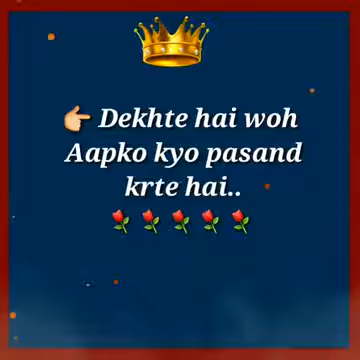 👉 Dekhte hai woh
Aapko kyo pasand
krte hai..
🌹🌹🌹🌹🌹